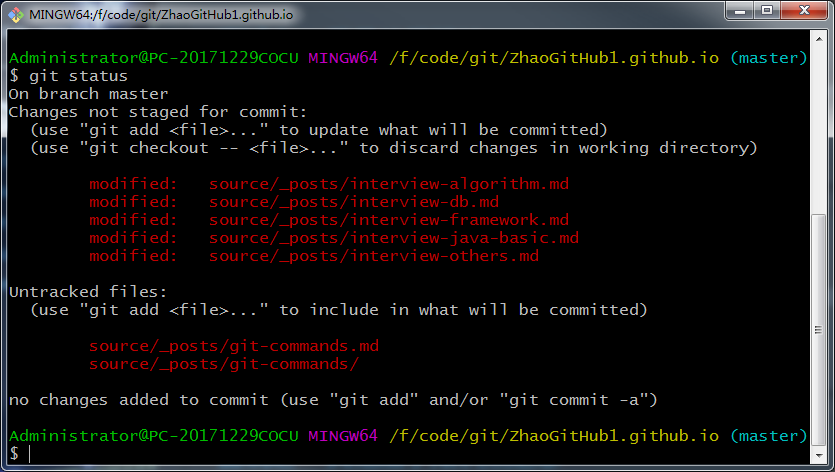 MINGW64:/f/code/git/ZhaoGitHub1.github.io
Administrator@PC-20171229COCU MINGW64 /f/code/git/ZhaoGitHub1.github.io (master)
$ git status
On branch master
Changes not staged for commit:
  (use "git add <file>..." to update what will be committed)
  (use "git checkout -- <file>..." to discard changes in working directory)

        modified:   source/_posts/interview-algorithm.md
        modified:   source/_posts/interview-db.md
        modified:   source/_posts/interview-framework.md
        modified:   source/_posts/interview-java-basic.md
        modified:   source/_posts/interview-others.md

Untracked files:
  (use "git add <file>..." to include in what will be committed)

        source/_posts/git-commands.md
        source/_posts/git-commands/

no changes added to commit (use "git add" and/or "git commit -a")

Administrator@PC-20171229COCU MINGW64 /f/code/git/ZhaoGitHub1.github.io (master)
$